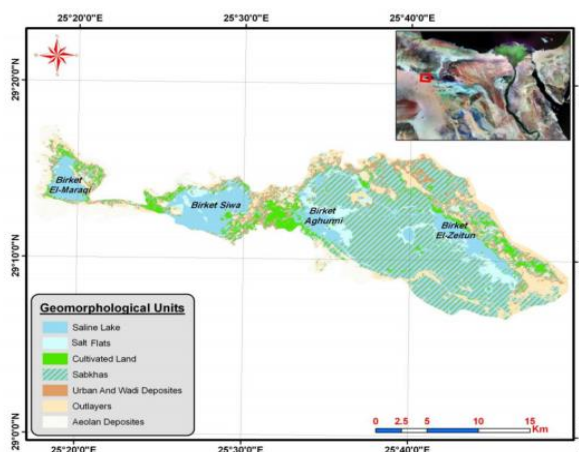 25°20'0"E 25°30'0"E 25°40'0"E
29°20'0"N
29°10'0"N
29°0'0"N
Birket
El-Maraqi
Birket Siwa
Birket
Aghurmi
Birket
El-Zeitun
Geomorphological Units
Saline Lake
Salt Flats
Cultivated Land
Sabkhas
Urban And Wadi Deposites
Outlayers
Aeolan Deposites
0 2.5 5 10 15
Km
25°20'0"E 25°30'0"E 25°40'0"E